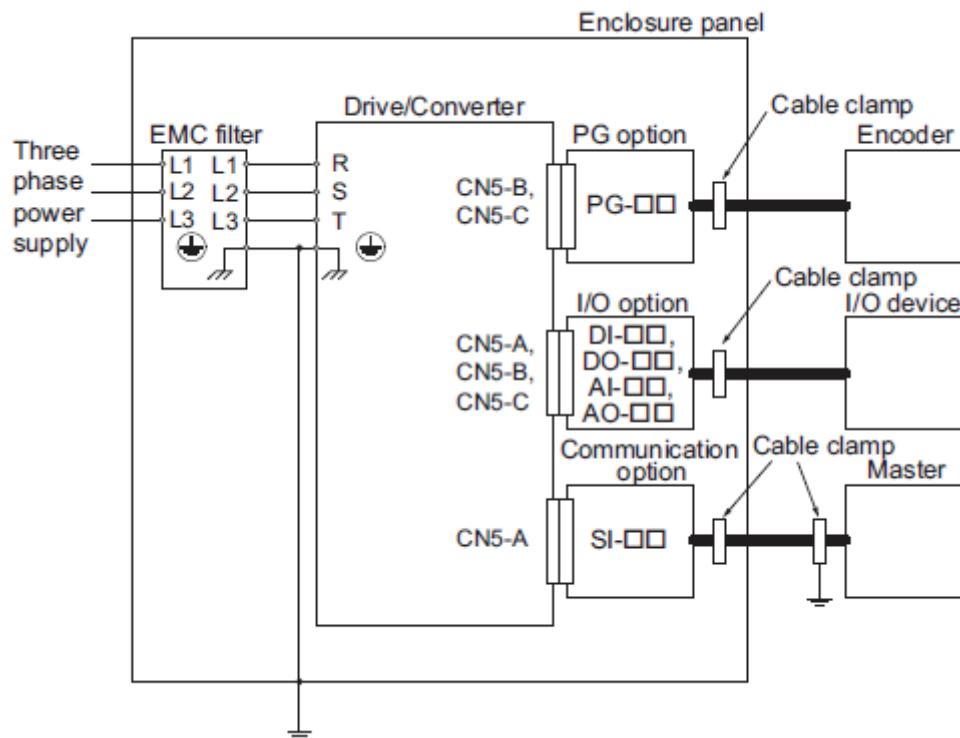 Enclosure panel
Drive/Converter
Cable clamp
EMC filter
PG option
Encoder
Three
phase
power
supply
L1 L1
L2 L2
L3 L3
R
S
T
CN5-B,
CN5-C
PG-□□
Cable clamp
I/O option
I/O device
CN5-A,
CN5-B,
CN5-C
DI-□□,
DO-□□,
AI-□□,
AO-□□
Communication
option
Cable clamp
Master
CN5-A
SI-□□